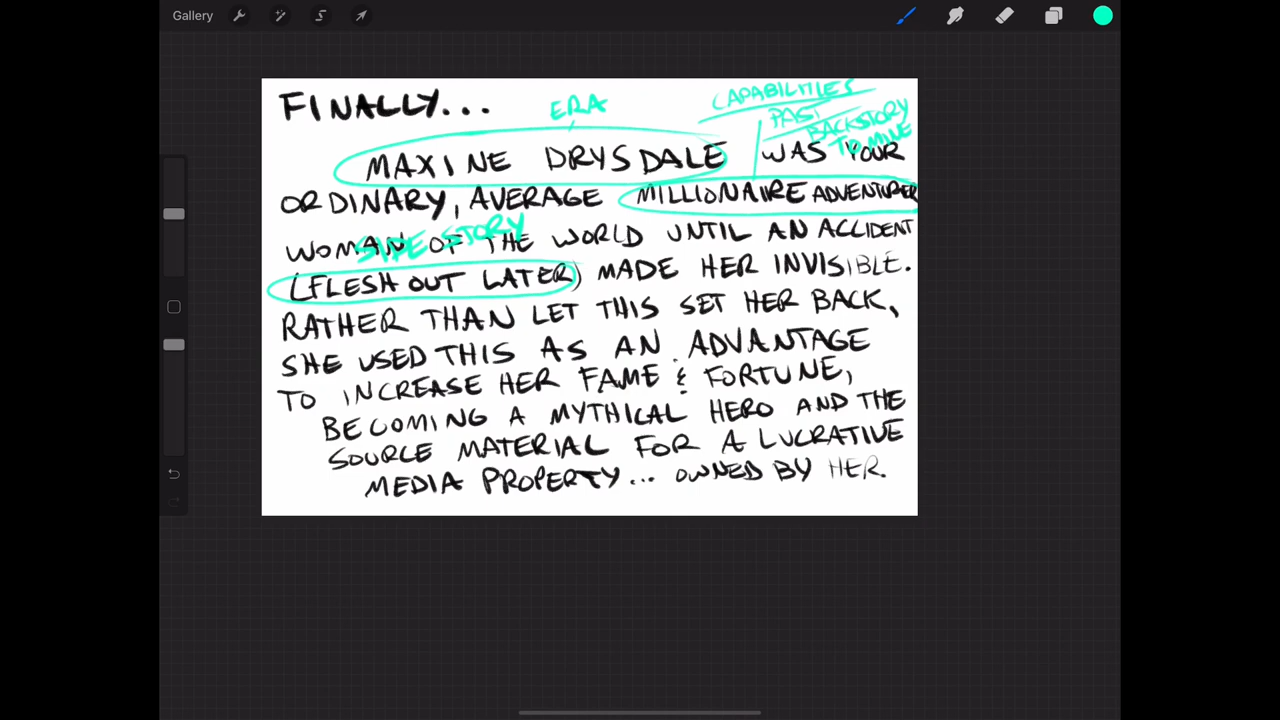 Gallery
FINALLY...
ERA
CAPABILITIES
PAST
BACKSTORY
TO MINE
MAXINE DRYSDALE WAS YOUR
ORDINARY, AVERAGE MILLIONAIRE ADVENTURER
WOMAN OF THE WORLD UNTIL AN ACCIDENT
SIDE STORY
(FLESH OUT LATER) MADE HER INVISIBLE.
RATHER THAN LET THIS SET HER BACK,
SHE USED THIS AS AN ADVANTAGE
TO INCREASE HER FAME & FORTUNE,
BECOMING A MYTHICAL HERO AND THE
SOURCE MATERIAL FOR A LUCRATIVE
MEDIA PROPERTY... OWNED BY HER.